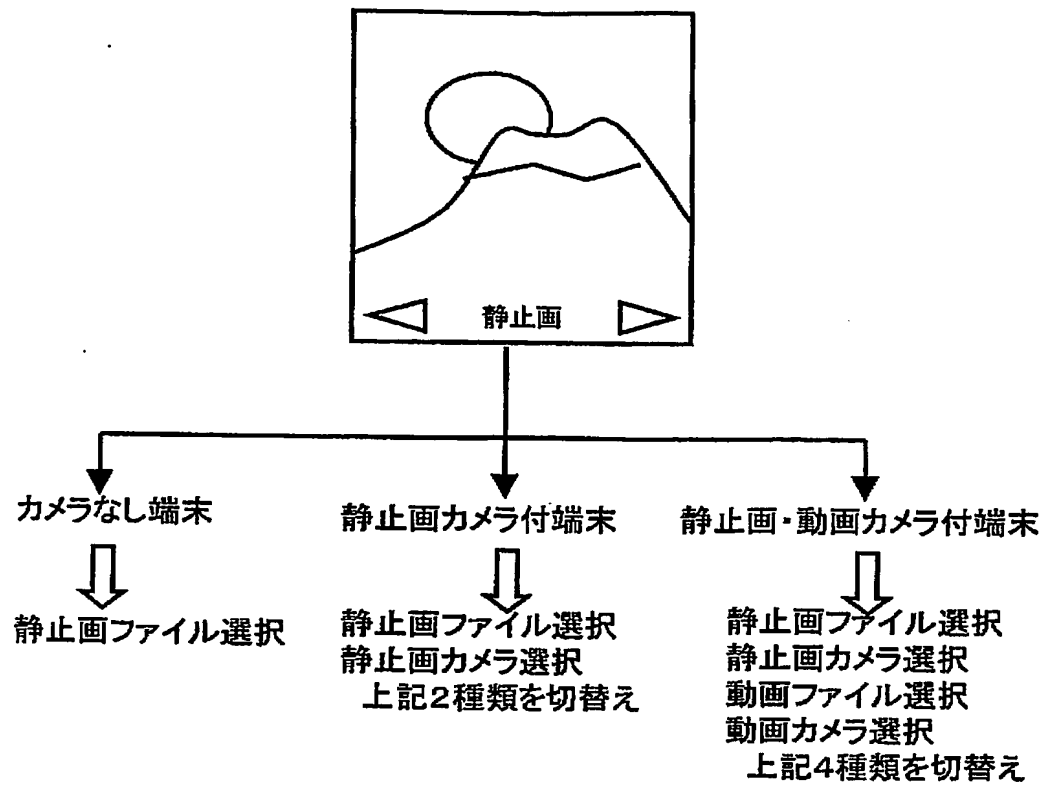 静止画
カメラなし端末
静止画ファイル選択
静止画カメラ付端末
静止画ファイル選択
静止画カメラ選択
上記2種類を切替え
静止画・動画カメラ付端末
静止画ファイル選択
静止画カメラ選択
動画ファイル選択
動画カメラ選択
上記4種類を切替え